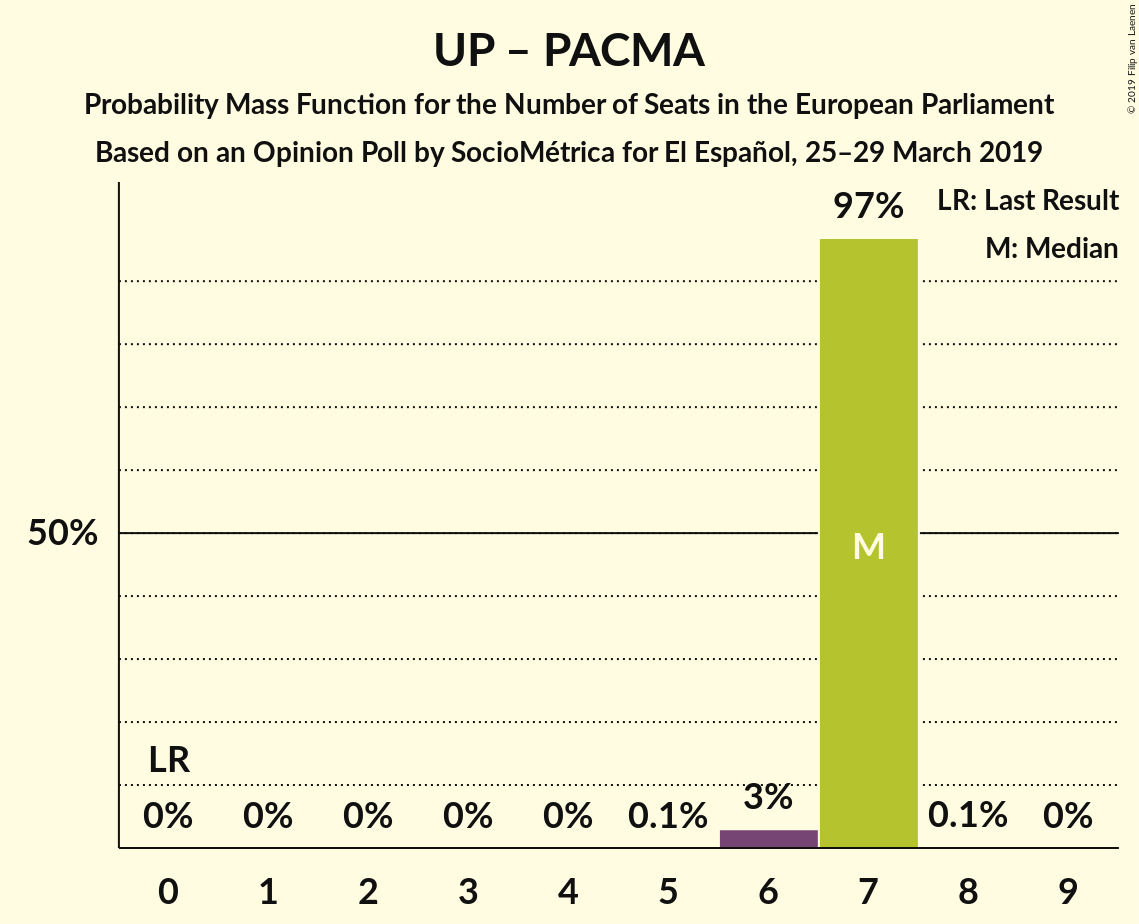 UP – PACMA
Probability Mass Function for the Number of Seats in the European Parliament
Based on an Opinion Poll by SocioMétrica for El Español, 25–29 March 2019
© 2019 Filip van Laenen
LR: Last Result
M: Median
97%
50%
M
LR
0% 0% 0% 0% 0% 0.1% 3% 0.1% 0%
0 1 2 3 4 5 6 7 8 9